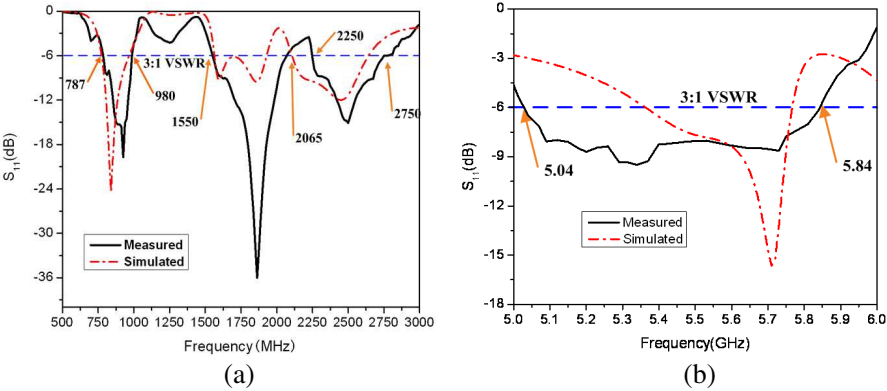 0
-6
-12
-18
-24
-30
-36
S11(dB)
3:1 VSWR
787
980
1550
2065
2250
2750
Measured
Simulated
500 750 1000 1250 1500 1750 2000 2250 2500 2750 3000
Frequency(MHz)
(a)
0
-3
-6
-9
-12
-15
-18
S11(dB)
3:1 VSWR
5.04
5.84
Measured
Simulated
5.0 5.1 5.2 5.3 5.4 5.5 5.6 5.7 5.8 5.9 6.0
Frequency(GHz)
(b)